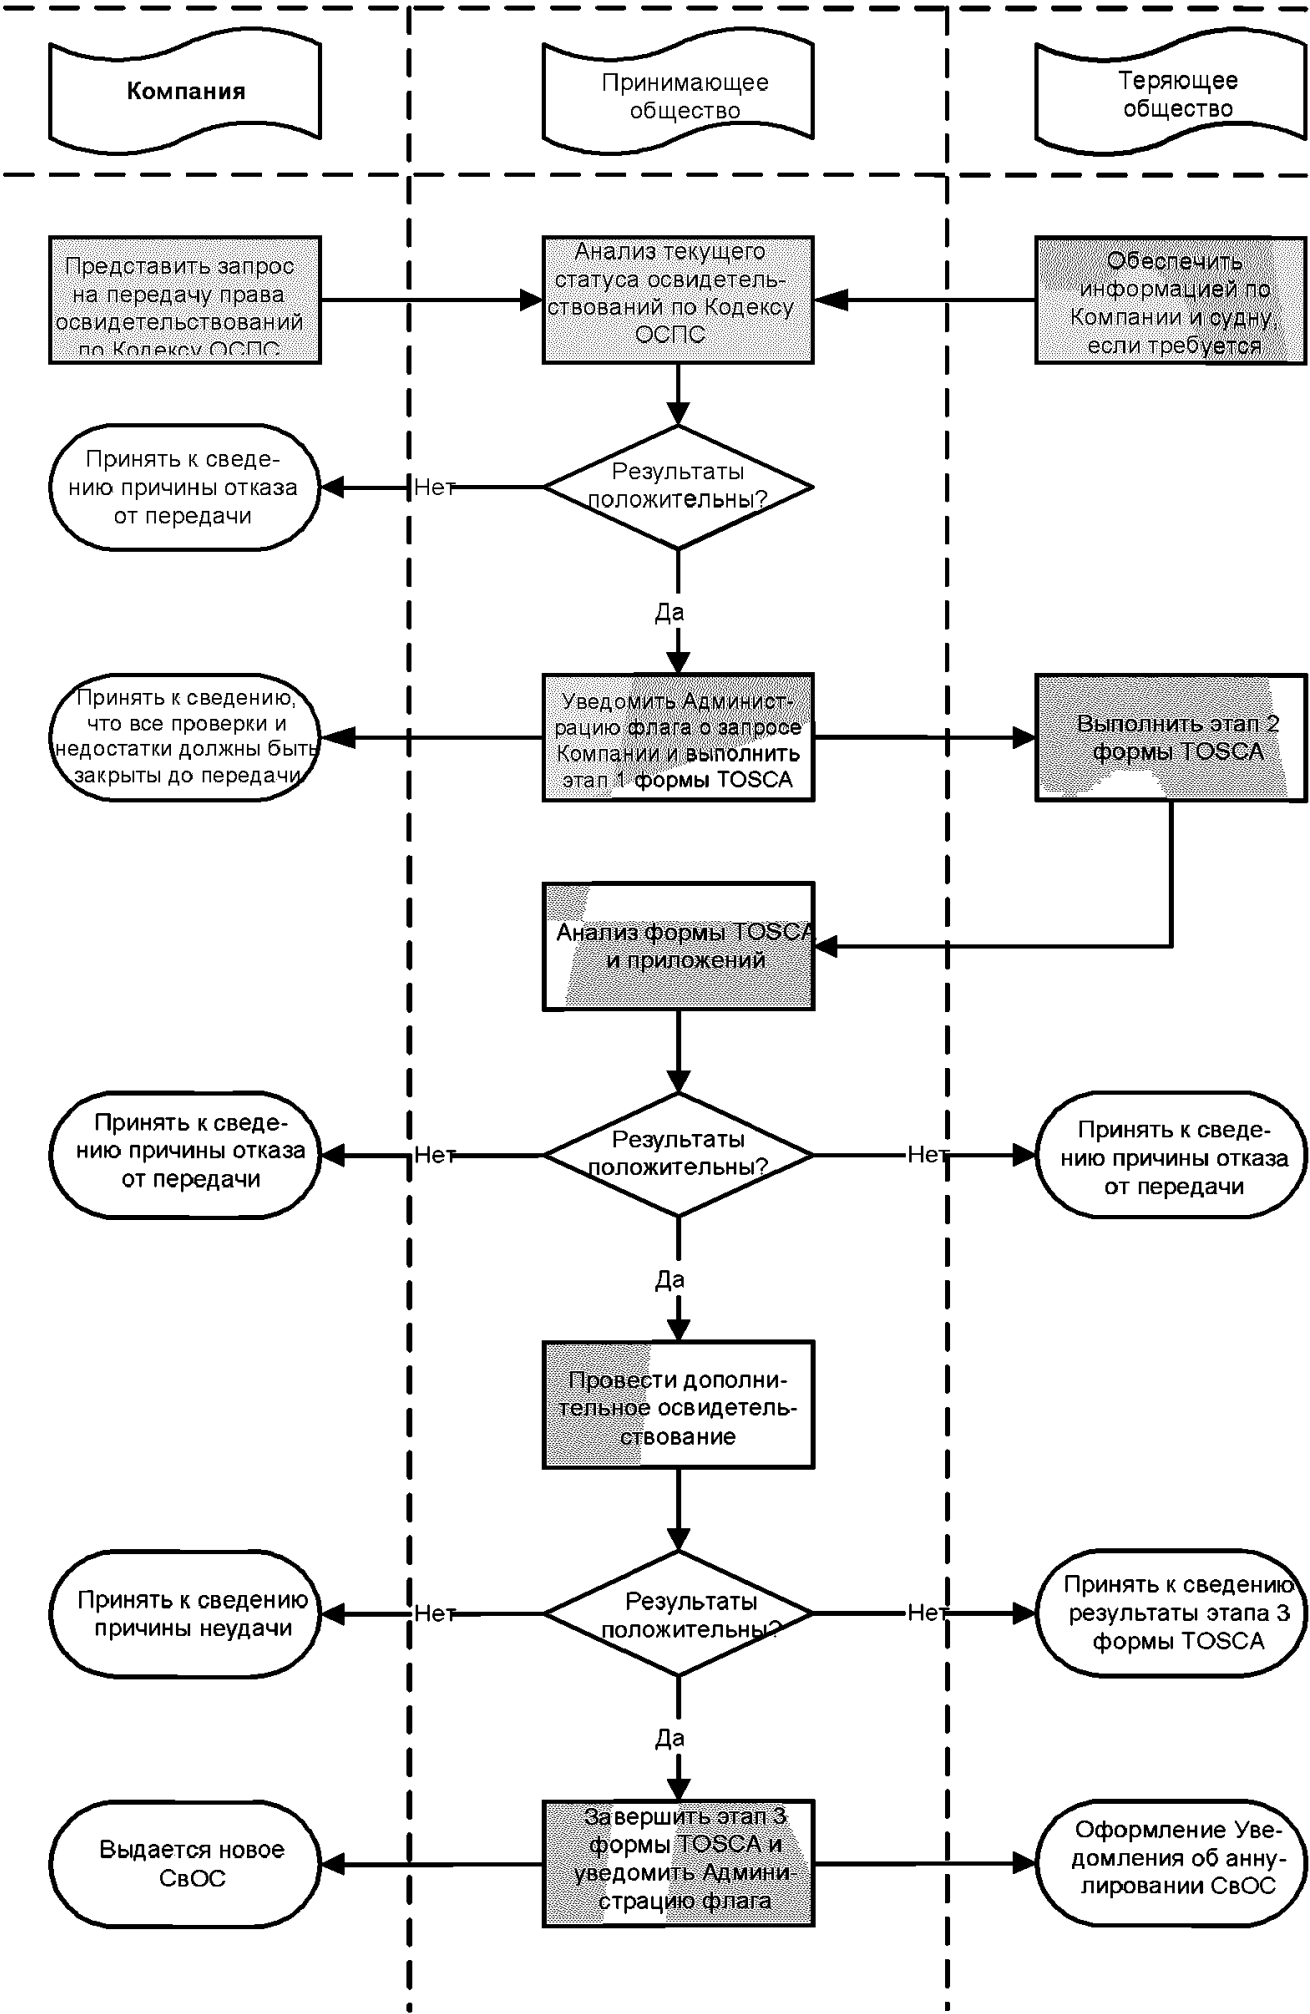 Компания
Принимающее
общество
Теряющее
общество
Представить запрос
на передачу права
освидетельствований
по Кодексу ОСПС
Анализ текущего
статуса освидетель-
ствований по Кодексу
ОСПС
Обеспечить
информацией по
Компании и судну,
если требуется
Принять к сведе-
нию причины отказа
от передачи
Нет
Результаты
положительны?
Да
Принять к сведению,
что все проверки и
недостатки должны быть
закрыты до передачи
Уведомить Админист-
рацию флага о запросе
Компании и выполнить
этап 1 формы TOSCA
Выполнить этап 2
формы TOSCA
Анализ формы TOSCA
и приложений
Принять к сведе-
нию причины отказа
от передачи
Нет
Результаты
положительны?
Нет
Принять к сведе-
нию причины отказа
от передачи
Да
Провести дополни-
тельное освидетель-
ствование
Принять к сведению
причины неудачи
Нет
Результаты
положительны?
Нет
Принять к сведению
результаты этапа 3
формы TOSCA
Да
Выдается новое
СвОС
Завершить этап 3
формы TOSCA и
уведомить Админи-
страцию флага
Оформление Уве-
домления об анну-
лировании СвОС